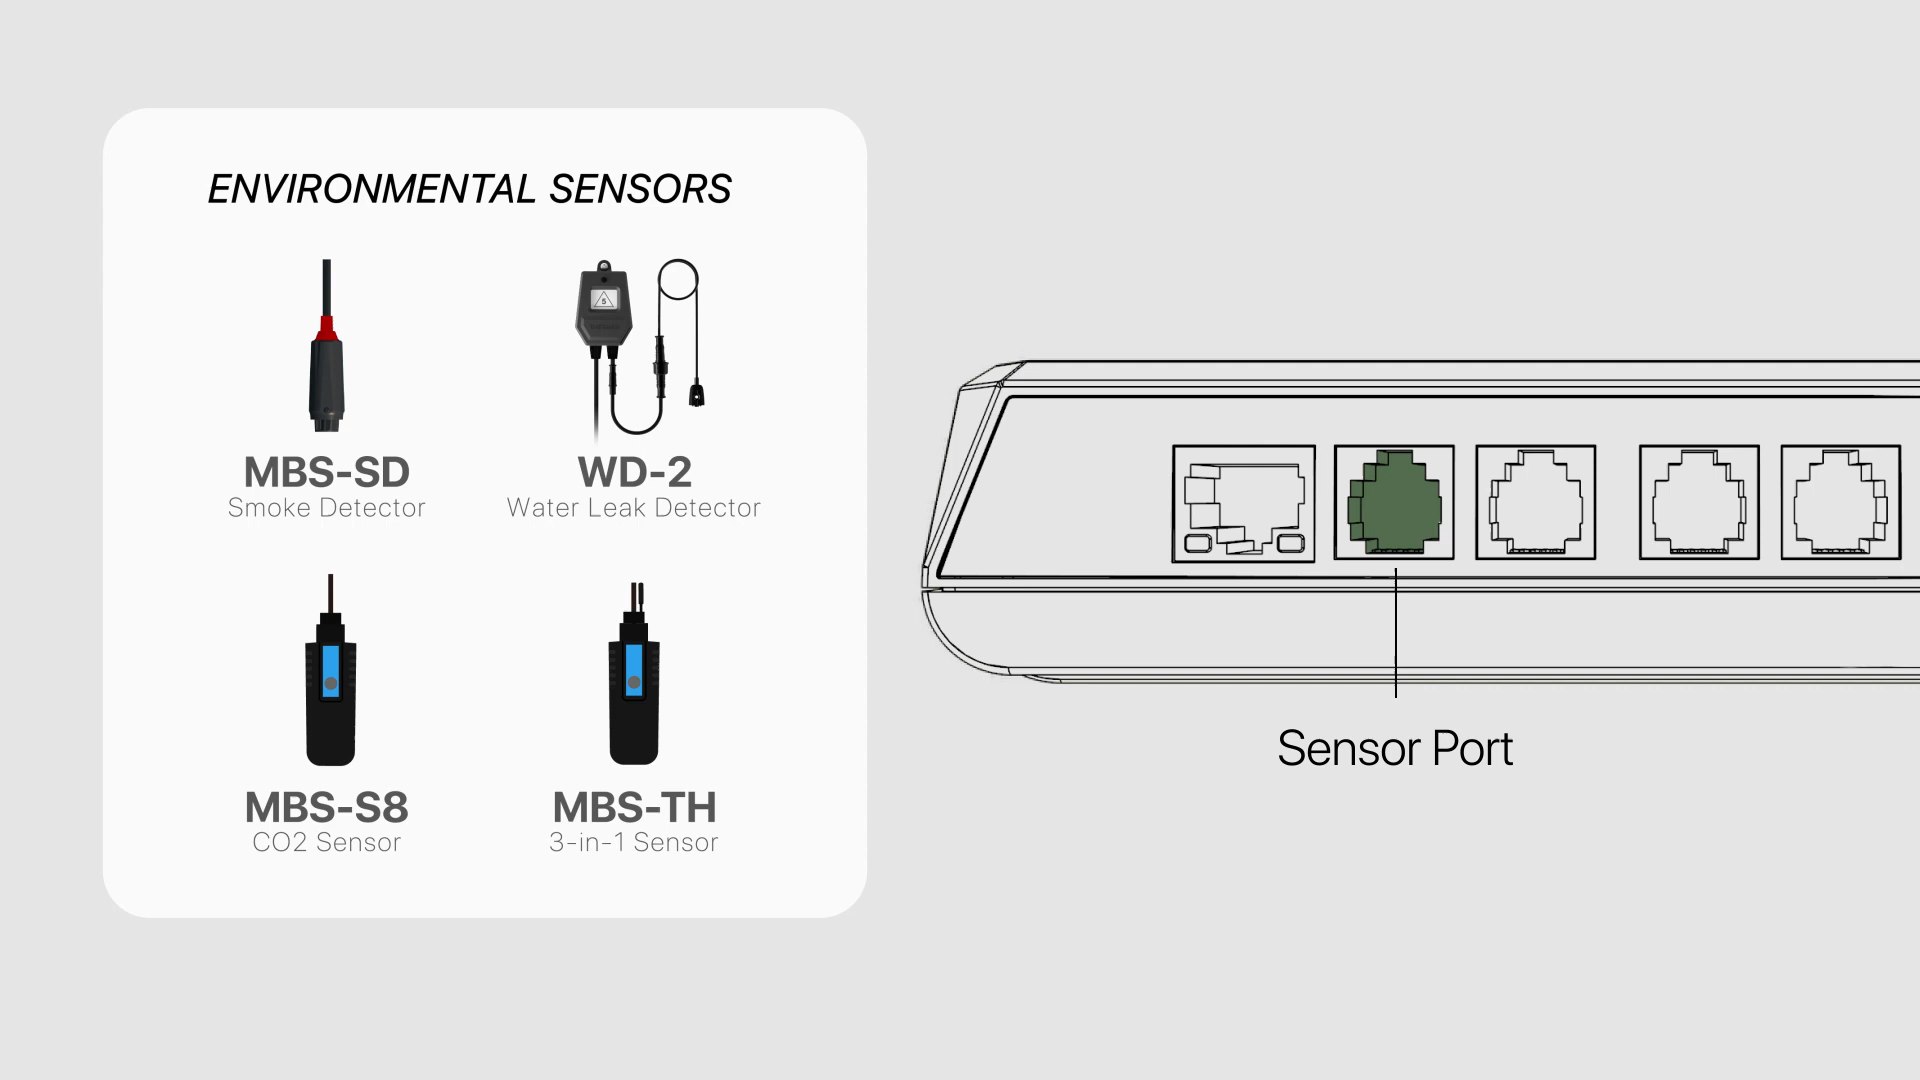 ENVIRONMENTAL SENSORS
5
MBS-SD
Smoke Detector
WD-2
Water Leak Detector
MBS-S8
CO2 Sensor
MBS-TH
3-in-1 Sensor
Sensor Port